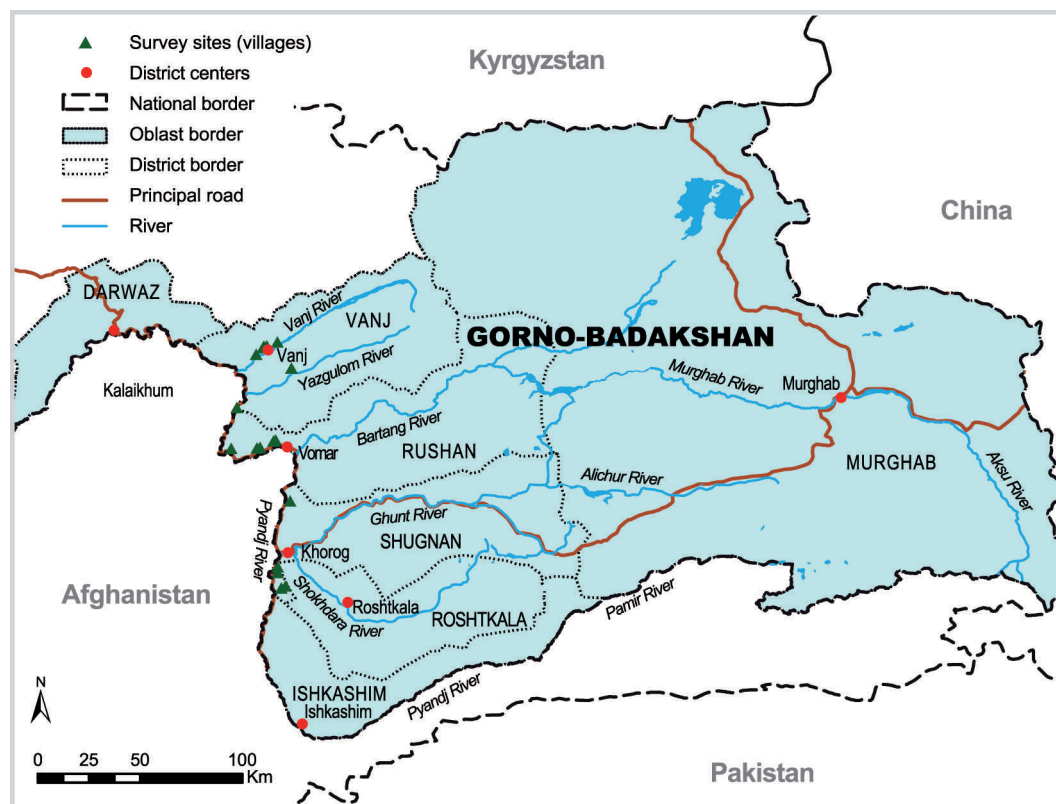 Survey sites (villages)
District centers
National border
Oblast border
District border
Principal road
River
Kyrgyzstan
China
DARWAZ
Vanj River
VANJ
Vanj
Yazgulom River
GORNO-BADAKSHAN
Kalaikhum
Murghab River
Murghab
Bartang River
Vomar
RUSHAN
MURGHAB
Aksu River
Alichur River
Pyandj River
Ghunt River
SHUGNAN
Khorog
Afghanistan
Shokhdara River
Roshtkala
ROSHTKALA
Pamir River
ISHKASHIM
Ishkashim
Pyandj River
N
0 25 50 100
Km
Pakistan